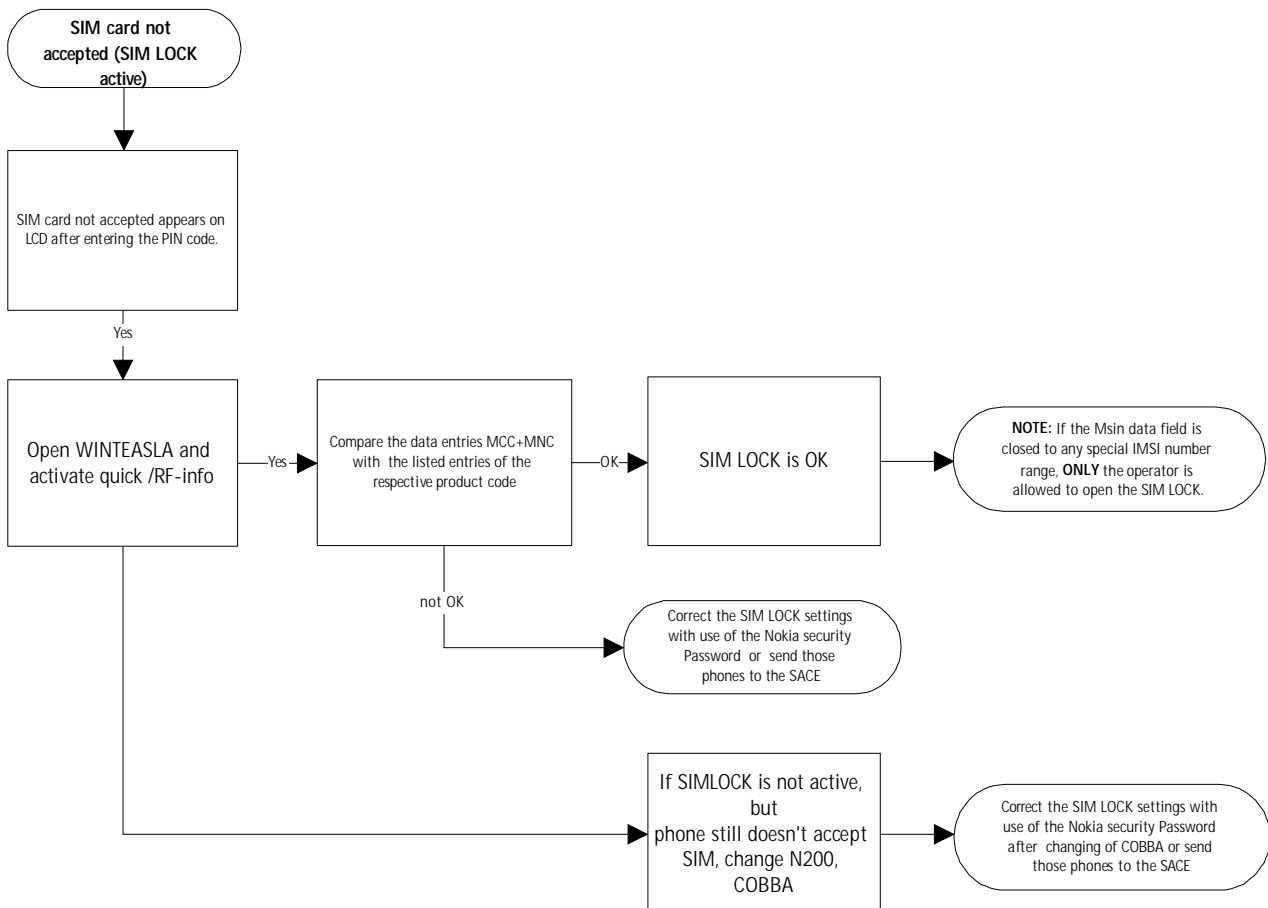 SIM card not
accepted (SIM LOCK
active)
SIM card not accepted appears on
LCD after entering the PIN code.
Yes
Open WINTEASLA and
activate quick /RF-info
Yes
Compare the data entries MCC+MNC
with the listed entries of the
respective product code
OK
SIM LOCK is OK
NOTE: If the Msin data field is
closed to any special IMSI number
range, ONLY the operator is
allowed to open the SIM LOCK.
not OK
Correct the SIM LOCK settings
with use of the Nokia security
Password or send those
phones to the SACE
If SIMLOCK is not active,
but
phone still doesn't accept
SIM, change N200,
COBBA
Correct the SIM LOCK settings with
use of the Nokia security Password
after changing of COBBA or send
those phones to the SACE